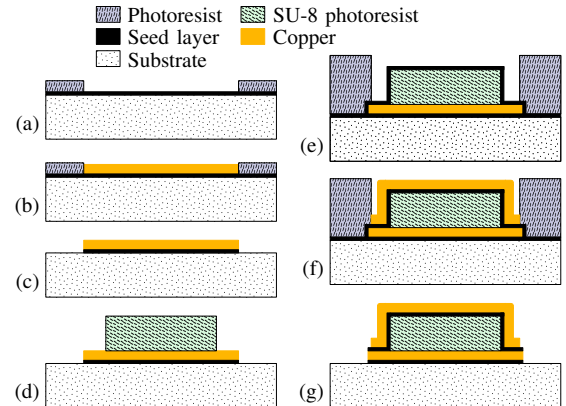 Photoresist SU-8 photoresist
Seed layer Copper
Substrate
(a)
(b)
(c)
(d)
(e)
(f)
(g)